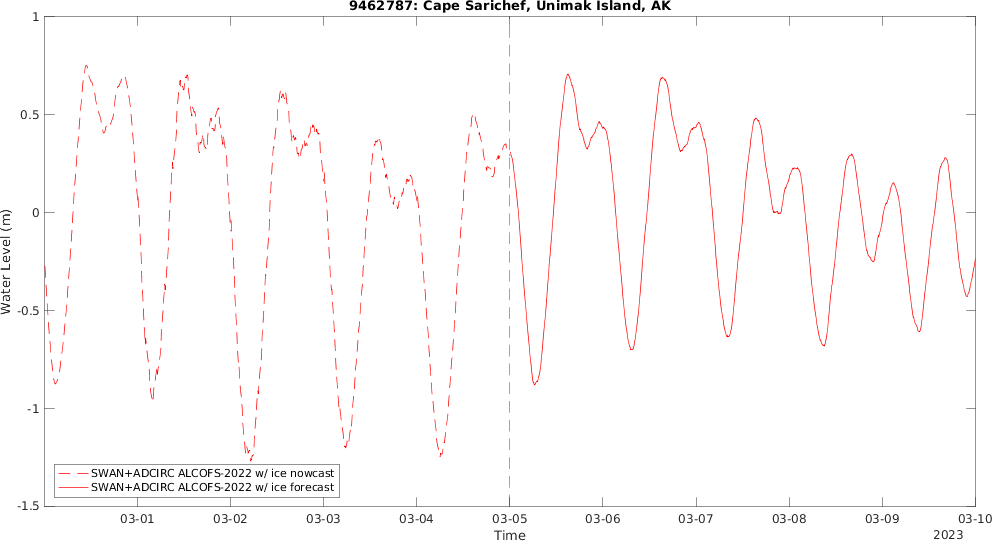 9462787: Cape Sarichef, Unimak Island, AK
1
0.5
0
-0.5
-1
-1.5
Water Level (m)
SWAN+ADCIRC ALCOFS-2022 w/ ice nowcast
SWAN+ADCIRC ALCOFS-2022 w/ ice forecast
03-01 03-02 03-03 03-04 03-05 03-06 03-07 03-08 03-09 03-10
Time
2023